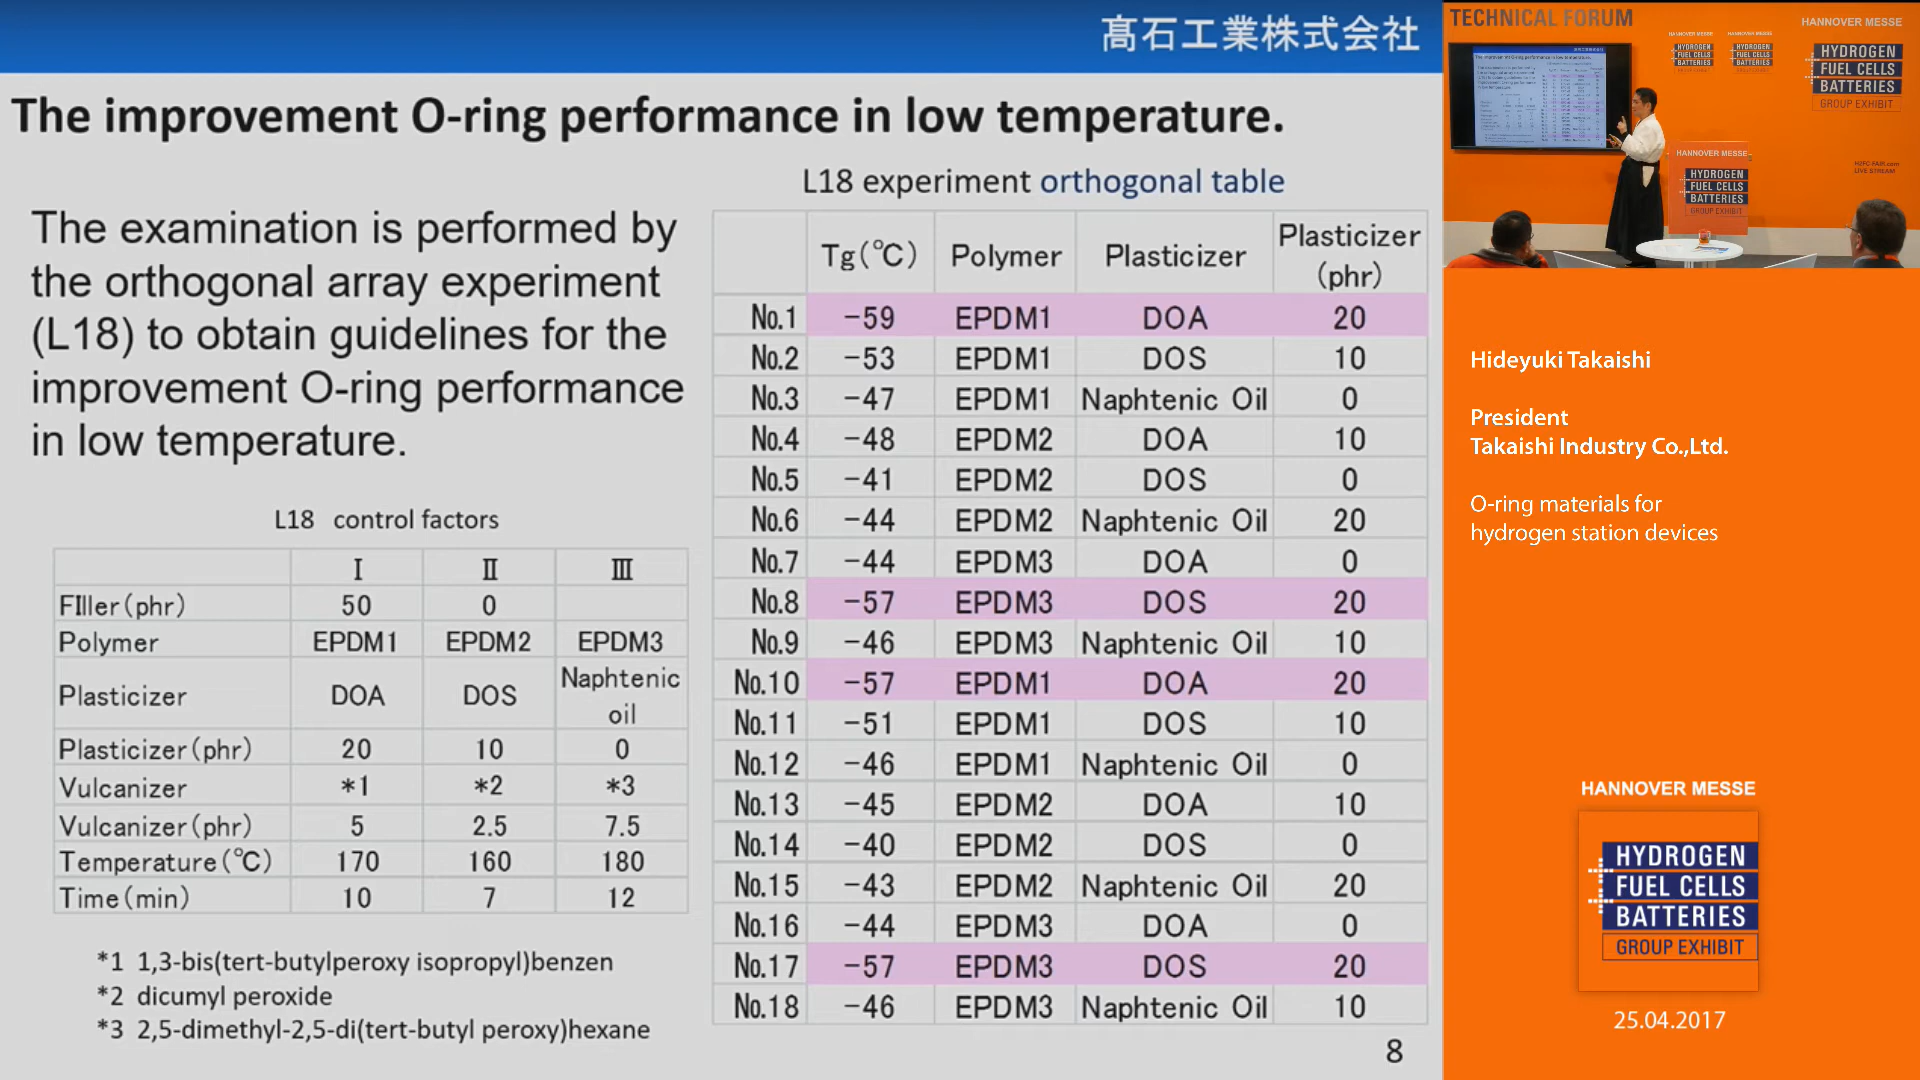 髙石工業株式会社
The improvement O-ring performance in low temperature.
The examination is performed by
the orthogonal array experiment
(L18) to obtain guidelines for the
improvement O-ring performance
in low temperature.
L18 control factors
Ⅰ Ⅱ Ⅲ
FIller(phr) 50 0
Polymer EPDM1 EPDM2 EPDM3
Plasticizer DOA DOS Naphtenic
oil
Plasticizer(phr) 20 10 0
Vulcanizer *1 *2 *3
Vulcanizer(phr) 5 2.5 7.5
Temperature(℃) 170 160 180
Time(min) 10 7 12
*1 1,3-bis(tert-butylperoxy isopropyl)benzen
*2 dicumyl peroxide
*3 2,5-dimethyl-2,5-di(tert-butyl peroxy)hexane
L18 experiment orthogonal table
Tg(℃) Polymer Plasticizer Plasticizer
(phr)
No.1 -59 EPDM1 DOA 20
No.2 -53 EPDM1 DOS 10
No.3 -47 EPDM1 Naphtenic Oil 0
No.4 -48 EPDM2 DOA 10
No.5 -41 EPDM2 DOS 0
No.6 -44 EPDM2 Naphtenic Oil 20
No.7 -44 EPDM3 DOA 0
No.8 -57 EPDM3 DOS 20
No.9 -46 EPDM3 Naphtenic Oil 10
No.10 -57 EPDM1 DOA 20
No.11 -51 EPDM1 DOS 10
No.12 -46 EPDM1 Naphtenic Oil 0
No.13 -45 EPDM2 DOA 10
No.14 -40 EPDM2 DOS 0
No.15 -43 EPDM2 Naphtenic Oil 20
No.16 -44 EPDM3 DOA 0
No.17 -57 EPDM3 DOS 20
No.18 -46 EPDM3 Naphtenic Oil 10
8
TECHNICAL FORUM
HANNOVER MESSE
HYDROGEN
FUEL CELLS
BATTERIES
GROUP EXHIBIT
HANNOVER MESSE
HYDROGEN
FUEL CELLS
BATTERIES
GROUP EXHIBIT
Hideyuki Takaishi
President
Takaishi Industry Co.,Ltd.
O-ring materials for
hydrogen station devices
HANNOVER MESSE
HYDROGEN
FUEL CELLS
BATTERIES
GROUP EXHIBIT
25.04.2017